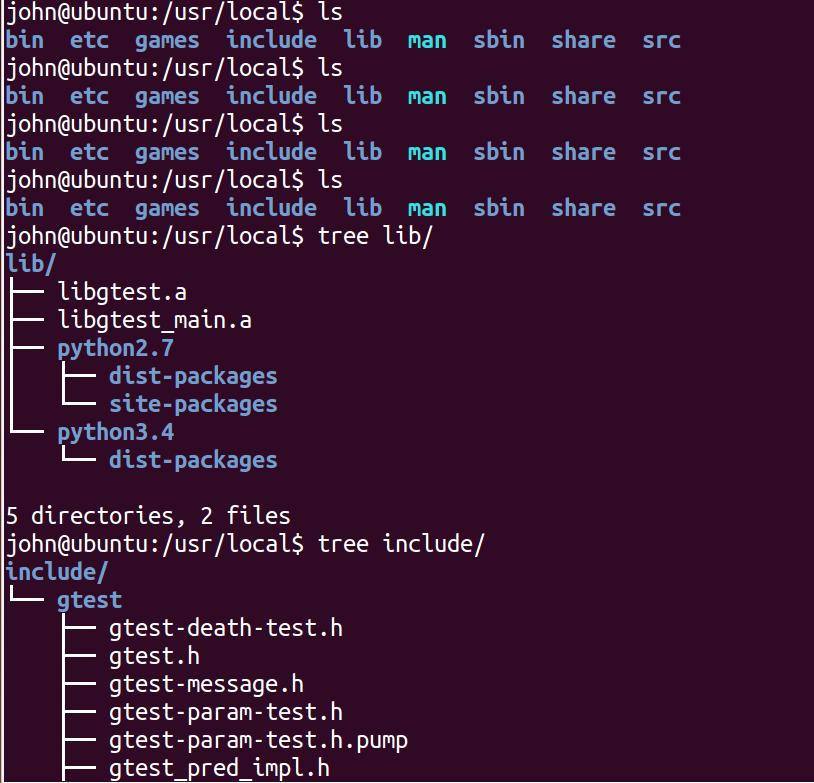 john@ubuntu:/usr/local$ ls
bin  etc  games  include  lib  man  sbin  share  src
john@ubuntu:/usr/local$ ls
bin  etc  games  include  lib  man  sbin  share  src
john@ubuntu:/usr/local$ ls
bin  etc  games  include  lib  man  sbin  share  src
john@ubuntu:/usr/local$ ls
bin  etc  games  include  lib  man  sbin  share  src
john@ubuntu:/usr/local$ tree lib/
lib/
├── libgtest.a
├── libgtest_main.a
├── python2.7
│   ├── dist-packages
│   └── site-packages
└── python3.4
    └── dist-packages

5 directories, 2 files
john@ubuntu:/usr/local$ tree include/
include/
└── gtest
    ├── gtest-death-test.h
    ├── gtest.h
    ├── gtest-message.h
    ├── gtest-param-test.h
    ├── gtest-param-test.h.pump
    ├── gtest_pred_impl.h